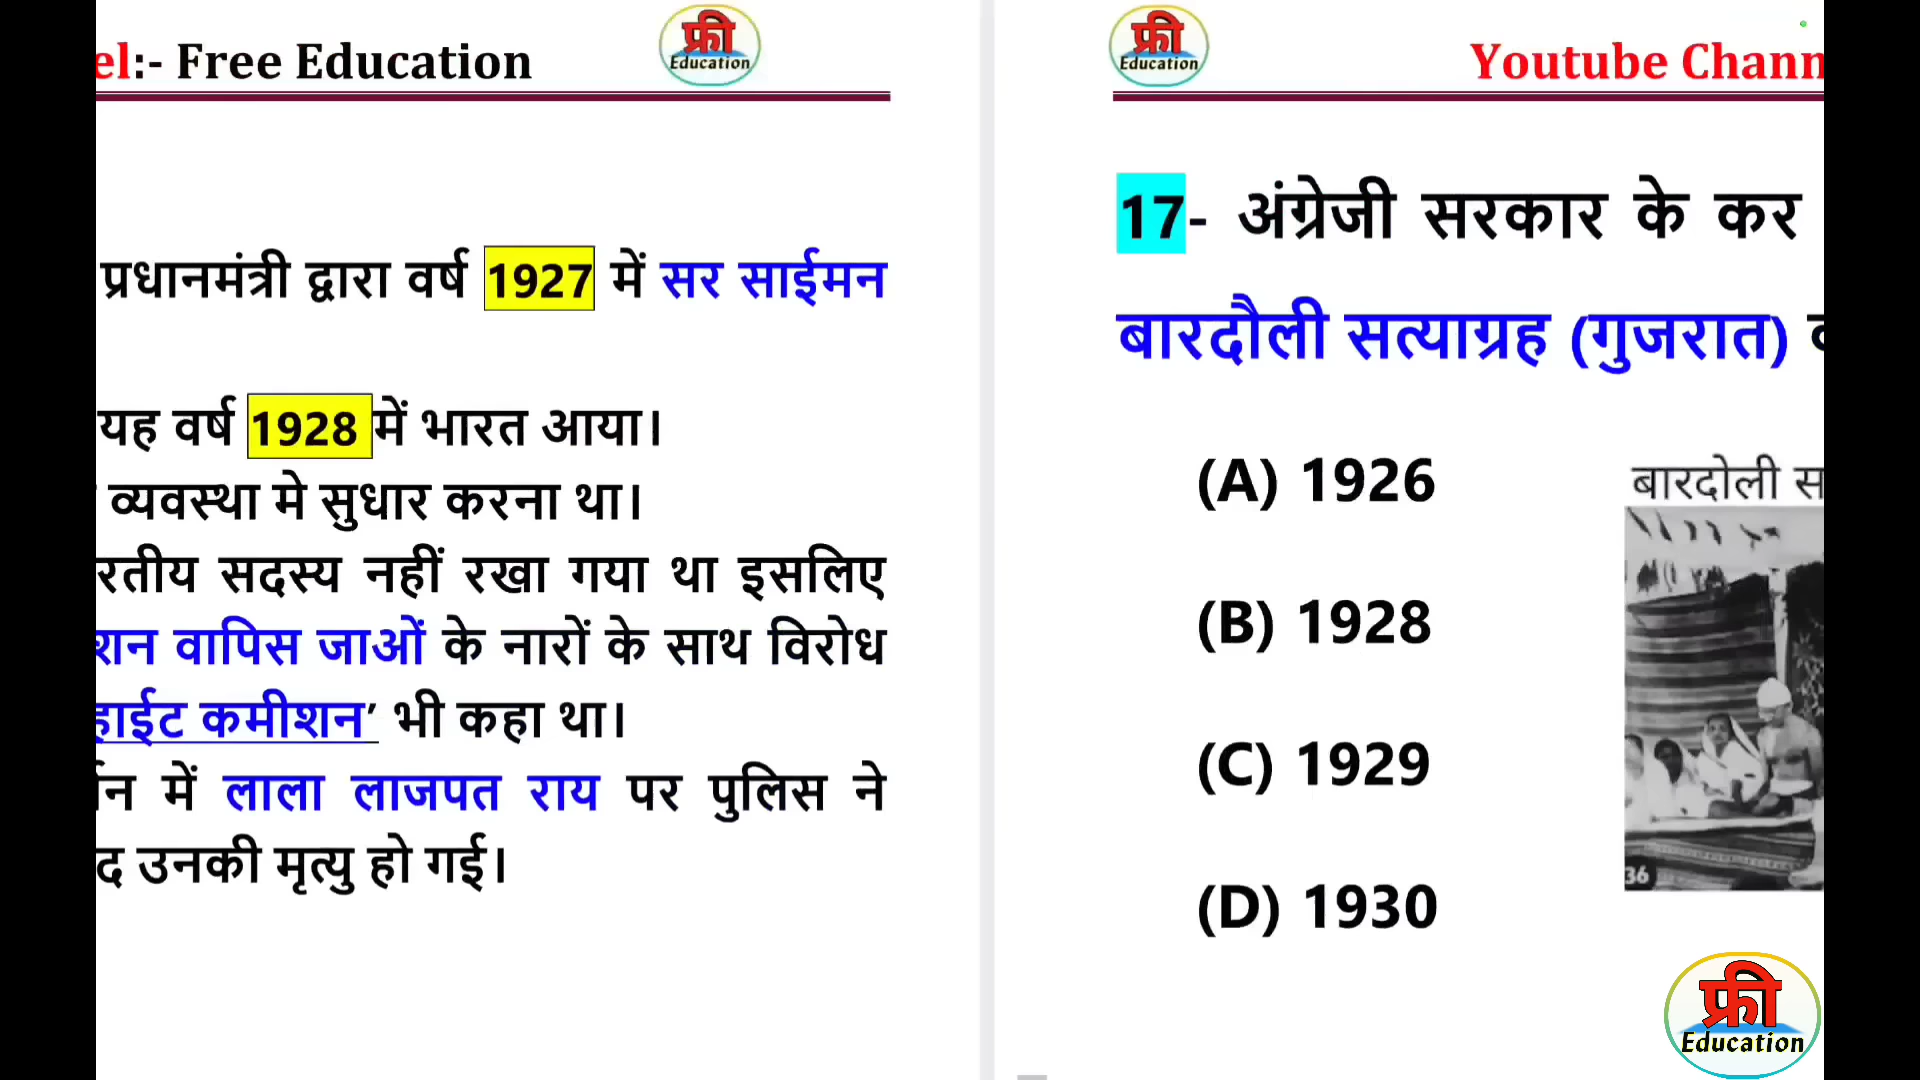 el:- Free Education
फ्री
Education
प्रधानमंत्री द्वारा वर्ष 1927 में सर साईमन
यह वर्ष 1928 में भारत आया।
व्यवस्था मे सुधार करना था।
रतीय सदस्य नहीं रखा गया था इसलिए
शन वापिस जाओं के नारों के साथ विरोध
हाईट कमीशन’ भी कहा था।
र्शन में लाला लाजपत राय पर पुलिस ने
द उनकी मृत्यु हो गई।
फ्री
Education
Youtube Chann
17- अंग्रेजी सरकार के कर
बारदौली सत्याग्रह (गुजरात)
(A) 1926
(B) 1928
(C) 1929
(D) 1930
बारदोली स
36
फ्री
Education